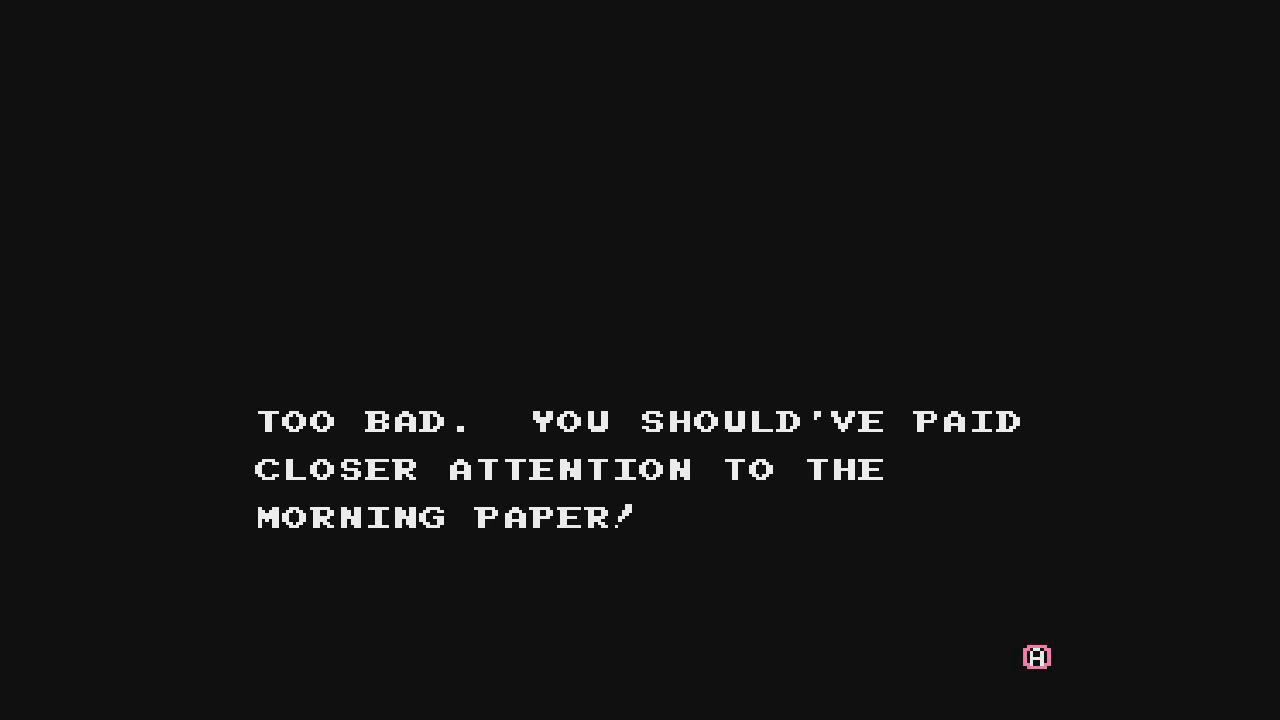 TOO BAD.  YOU SHOULD'VE PAID
CLOSER ATTENTION TO THE
MORNING PAPER!
A